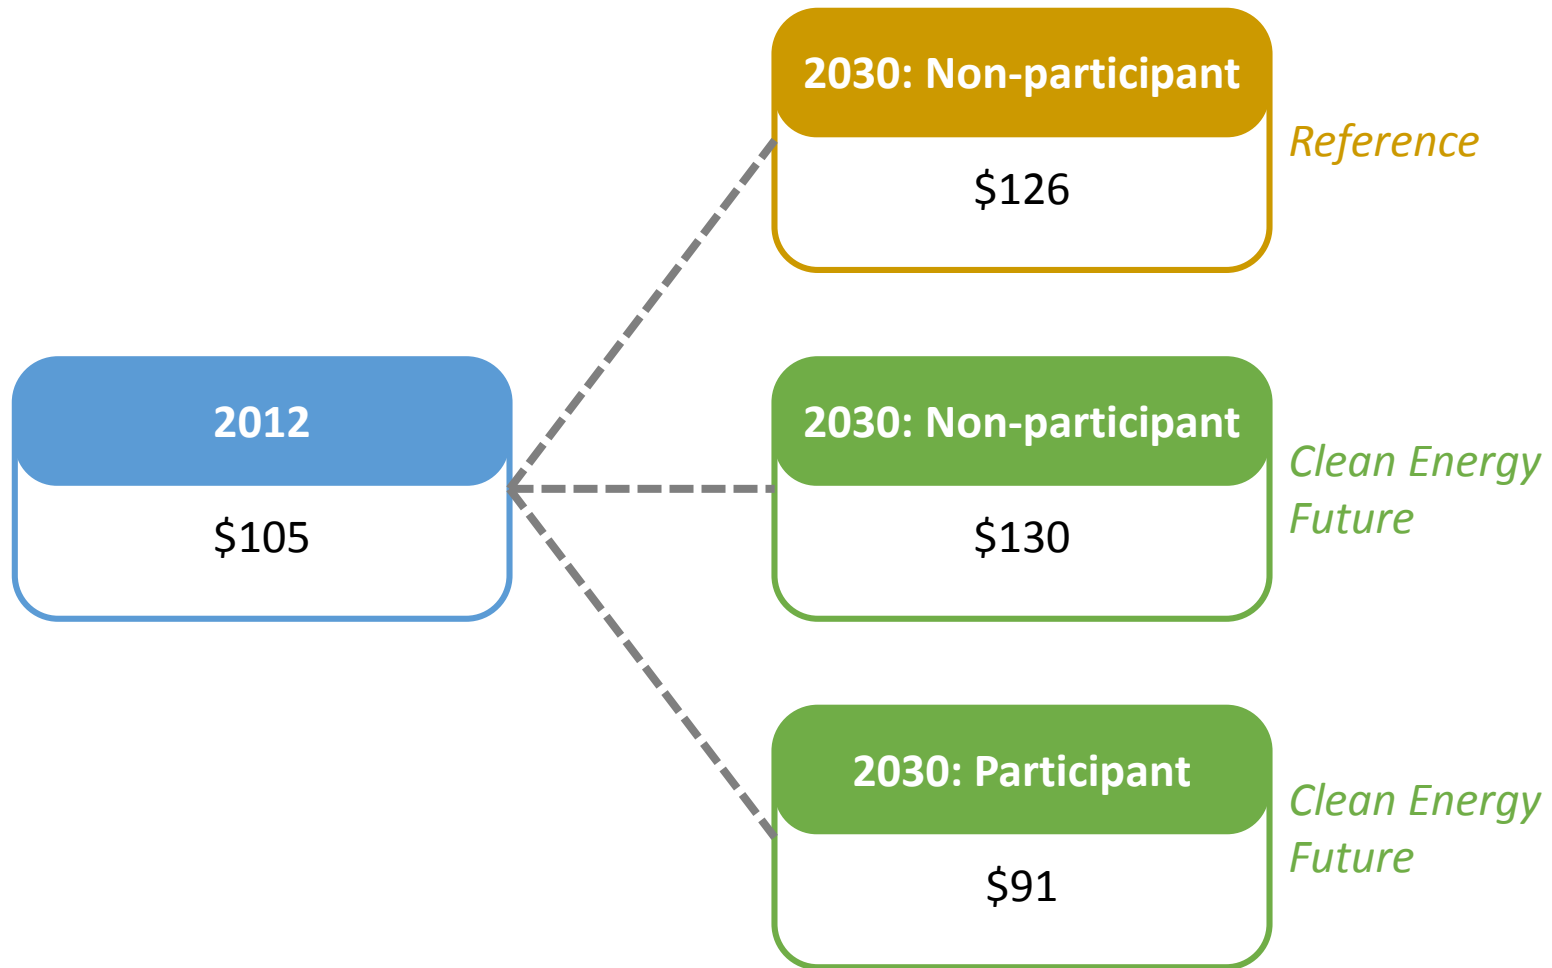 2012
$105
2030: Non-participant
$126
Reference
2030: Non-participant
$130
Clean Energy
Future
2030: Participant
$91
Clean Energy
Future